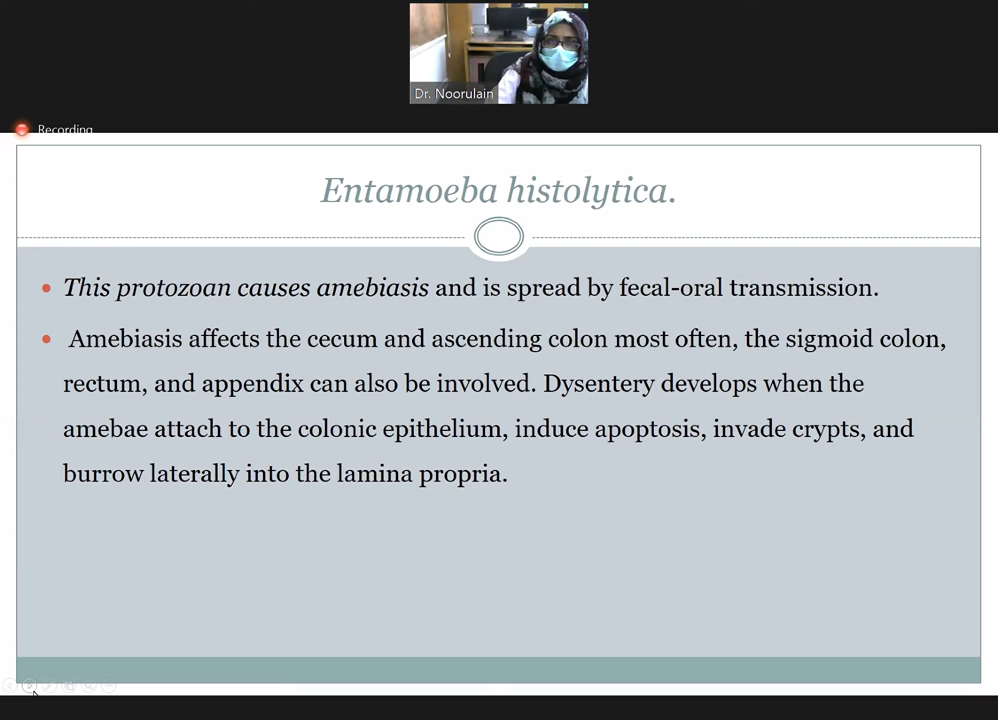 Dr. Noorulain
Recording
Entamoeba histolytica.
• This protozoan causes amebiasis and is spread by fecal-oral transmission.
• Amebiasis affects the cecum and ascending colon most often, the sigmoid colon,
rectum, and appendix can also be involved. Dysentery develops when the
amebae attach to the colonic epithelium, induce apoptosis, invade crypts, and
burrow laterally into the lamina propria.